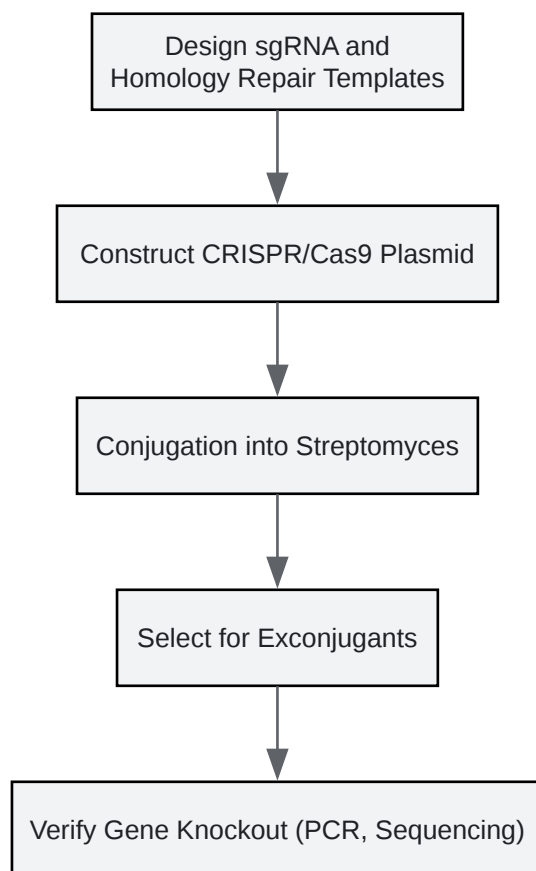 Design sgRNA and
Homology Repair Templates
Construct CRISPR/Cas9 Plasmid
Conjugation into Streptomyces
Select for Exconjugants
Verify Gene Knockout (PCR, Sequencing)